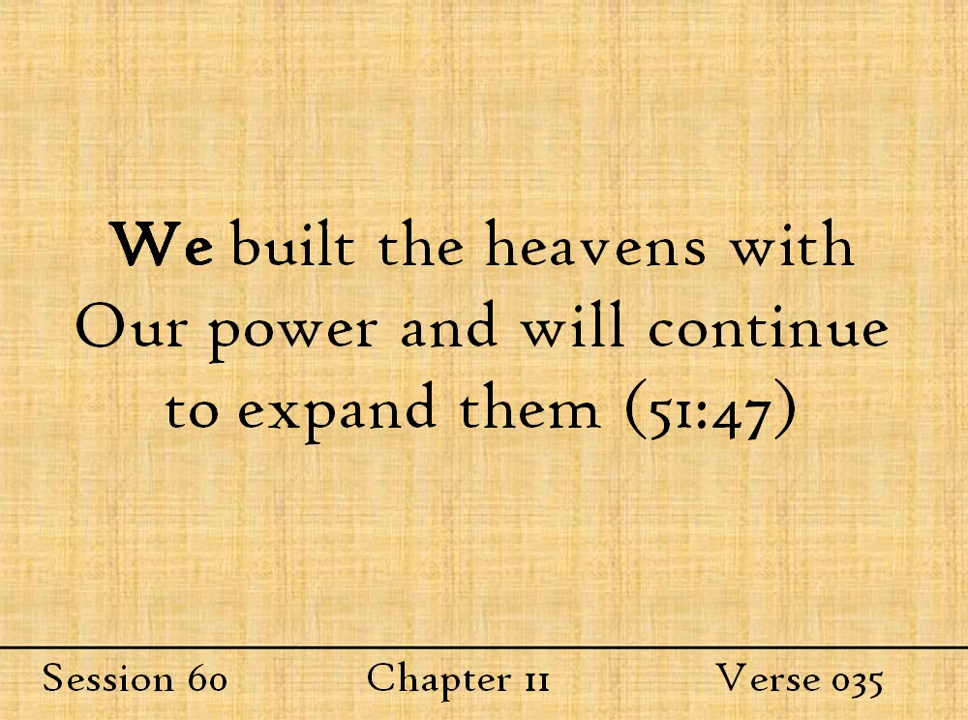 We built the heavens with
Our power and will continue
to expand them (51:47)
Session 60 Chapter 11 Verse 035